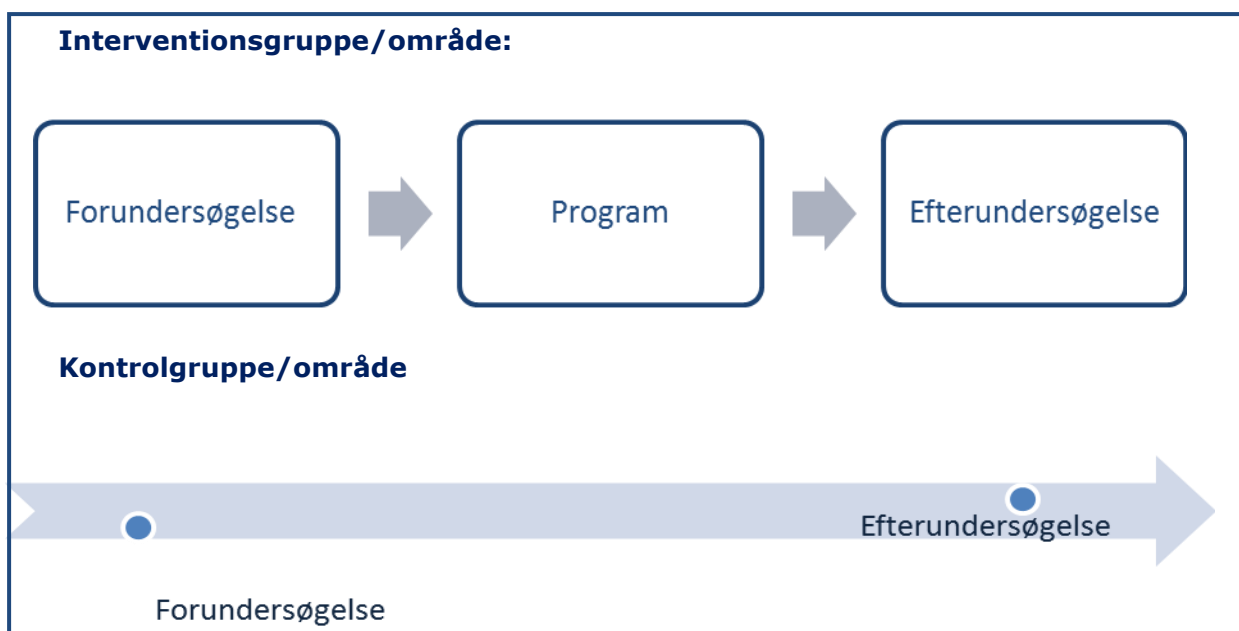 Interventionsgruppe/område:
Forundersøgelse
Program
Efterundersøgelse
Kontrolgruppe/område
Efterundersøgelse
Forundersøgelse